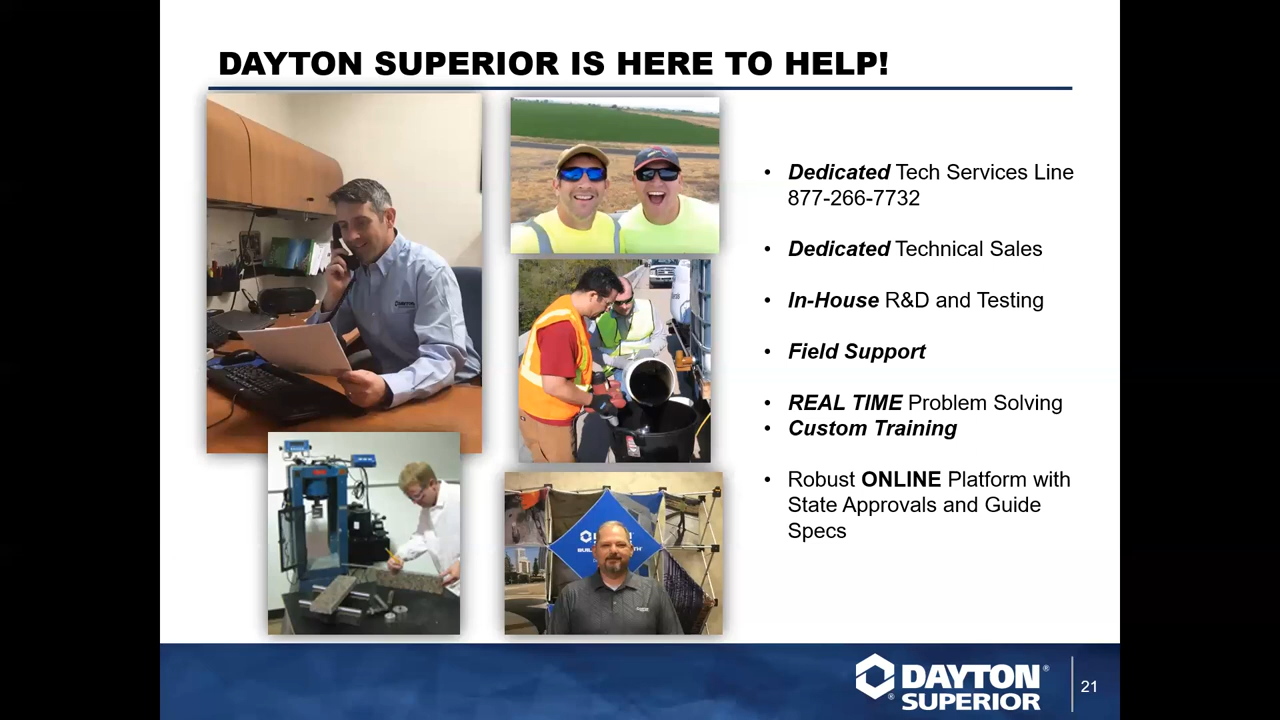 DAYTON SUPERIOR IS HERE TO HELP!
• Dedicated Tech Services Line
877-266-7732
• Dedicated Technical Sales
• In-House R&D and Testing
• Field Support
• REAL TIME Problem Solving
• Custom Training
• Robust ONLINE Platform with
State Approvals and Guide
Specs
DAYTON
DAYTON®
SUPERIOR
®
21